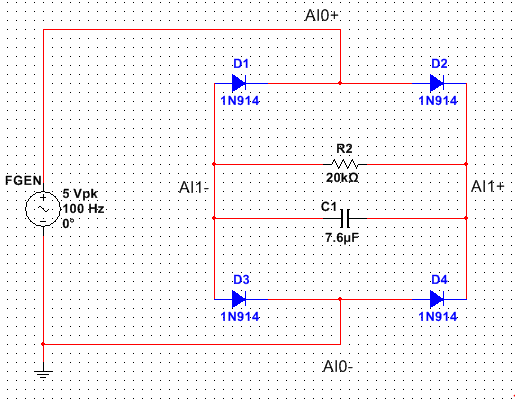 AI0+
D1
D2
1N914
1N914
R2
20kΩ
FGEN
5 Vpk
100 Hz
0°
AI1-
AI1+
C1
7.6µF
D3
D4
1N914
1N914
AI0-